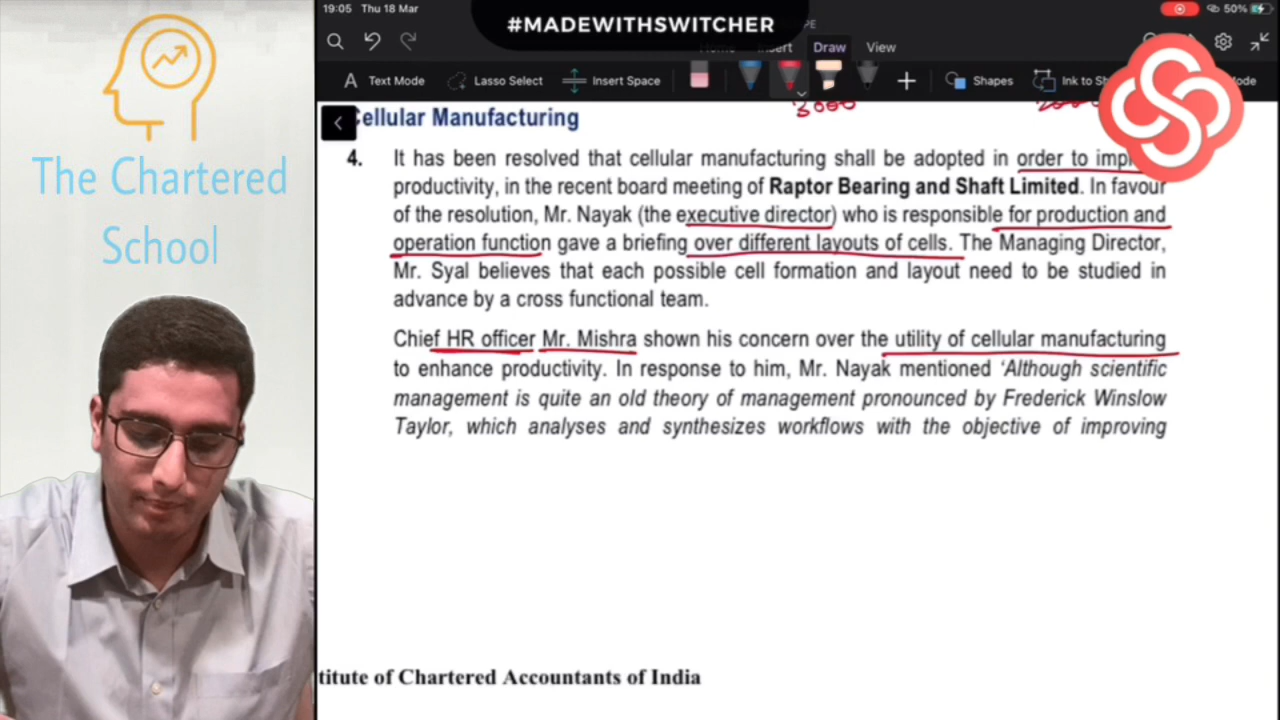 19:05 Thu 18 Mar
#MADEWITHSWITCHER
50%
Insert Draw View
Text Mode Lasso Select Insert Space Shapes Ink to
The Chartered
School
3000
Cellular Manufacturing
4. It has been resolved that cellular manufacturing shall be adopted in order to
productivity, in the recent board meeting of Raptor Bearing and Shaft Limited. In favour
of the resolution, Mr. Nayak (the executive director) who is responsible for production and
operation function gave a briefing over different layouts of cells. The Managing Director,
Mr. Syal believes that each possible cell formation and layout need to be studied in
advance by a cross functional team.
Chief HR officer Mr. Mishra shown his concern over the utility of cellular manufacturing
to enhance productivity. In response to him, Mr. Nayak mentioned 'Although scientific
management is quite an old theory of management pronounced by Frederick Winslow
Taylor, which analyses and synthesizes workflows with the objective of improving
titute of Chartered Accountants of India